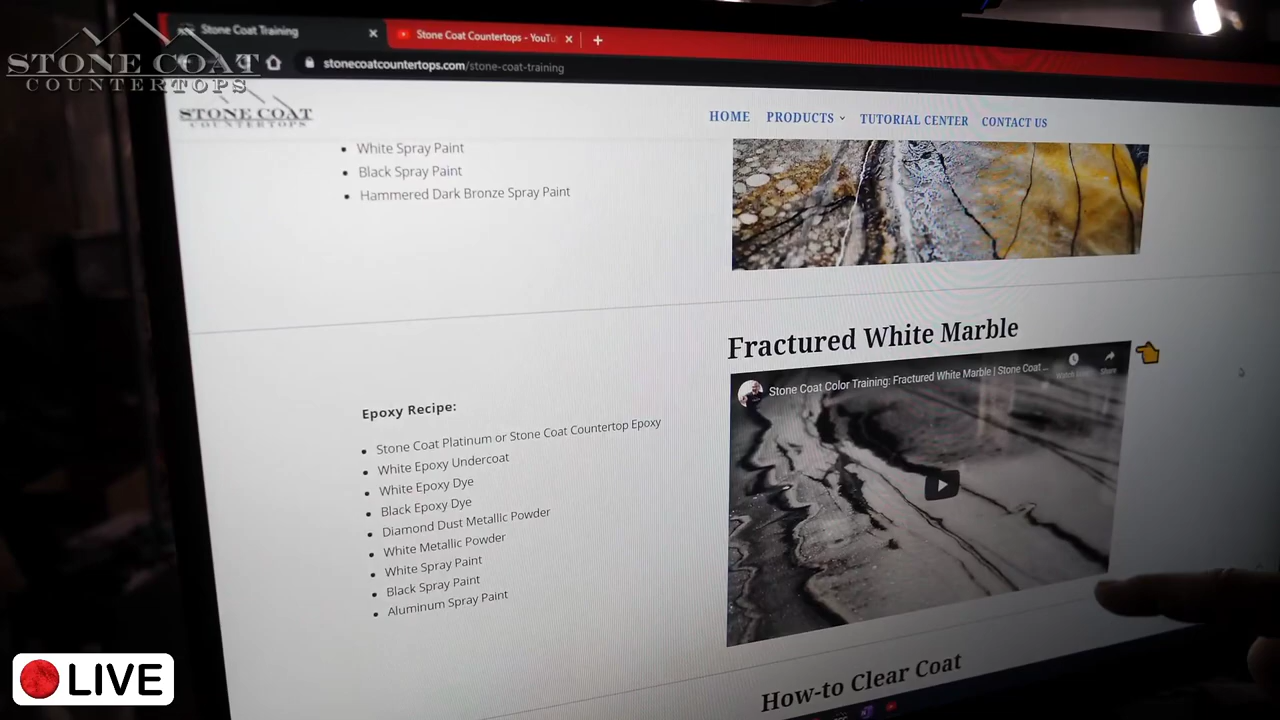 Stone Coat Training
Stone Coat Countertops - YouTu
stonecoatcountertops.com/stone-coat-training
STONE COAT
COUNTERTOPS
STONE COAT
COUNTERTOPS
HOME PRODUCTS TUTORIAL CENTER CONTACT US
White Spray Paint
Black Spray Paint
Hammered Dark Bronze Spray Paint
Fractured White Marble
Stone Coat Color Training: Fractured White Marble | Stone Coat ...
Share
Epoxy Recipe:
Stone Coat Platinum or Stone Coat Countertop Epoxy
White Epoxy Undercoat
White Epoxy Dye
Black Epoxy Dye
Diamond Dust Metallic Powder
White Metallic Powder
White Spray Paint
Black Spray Paint
Aluminum Spray Paint
How-to Clear Coat
LIVE